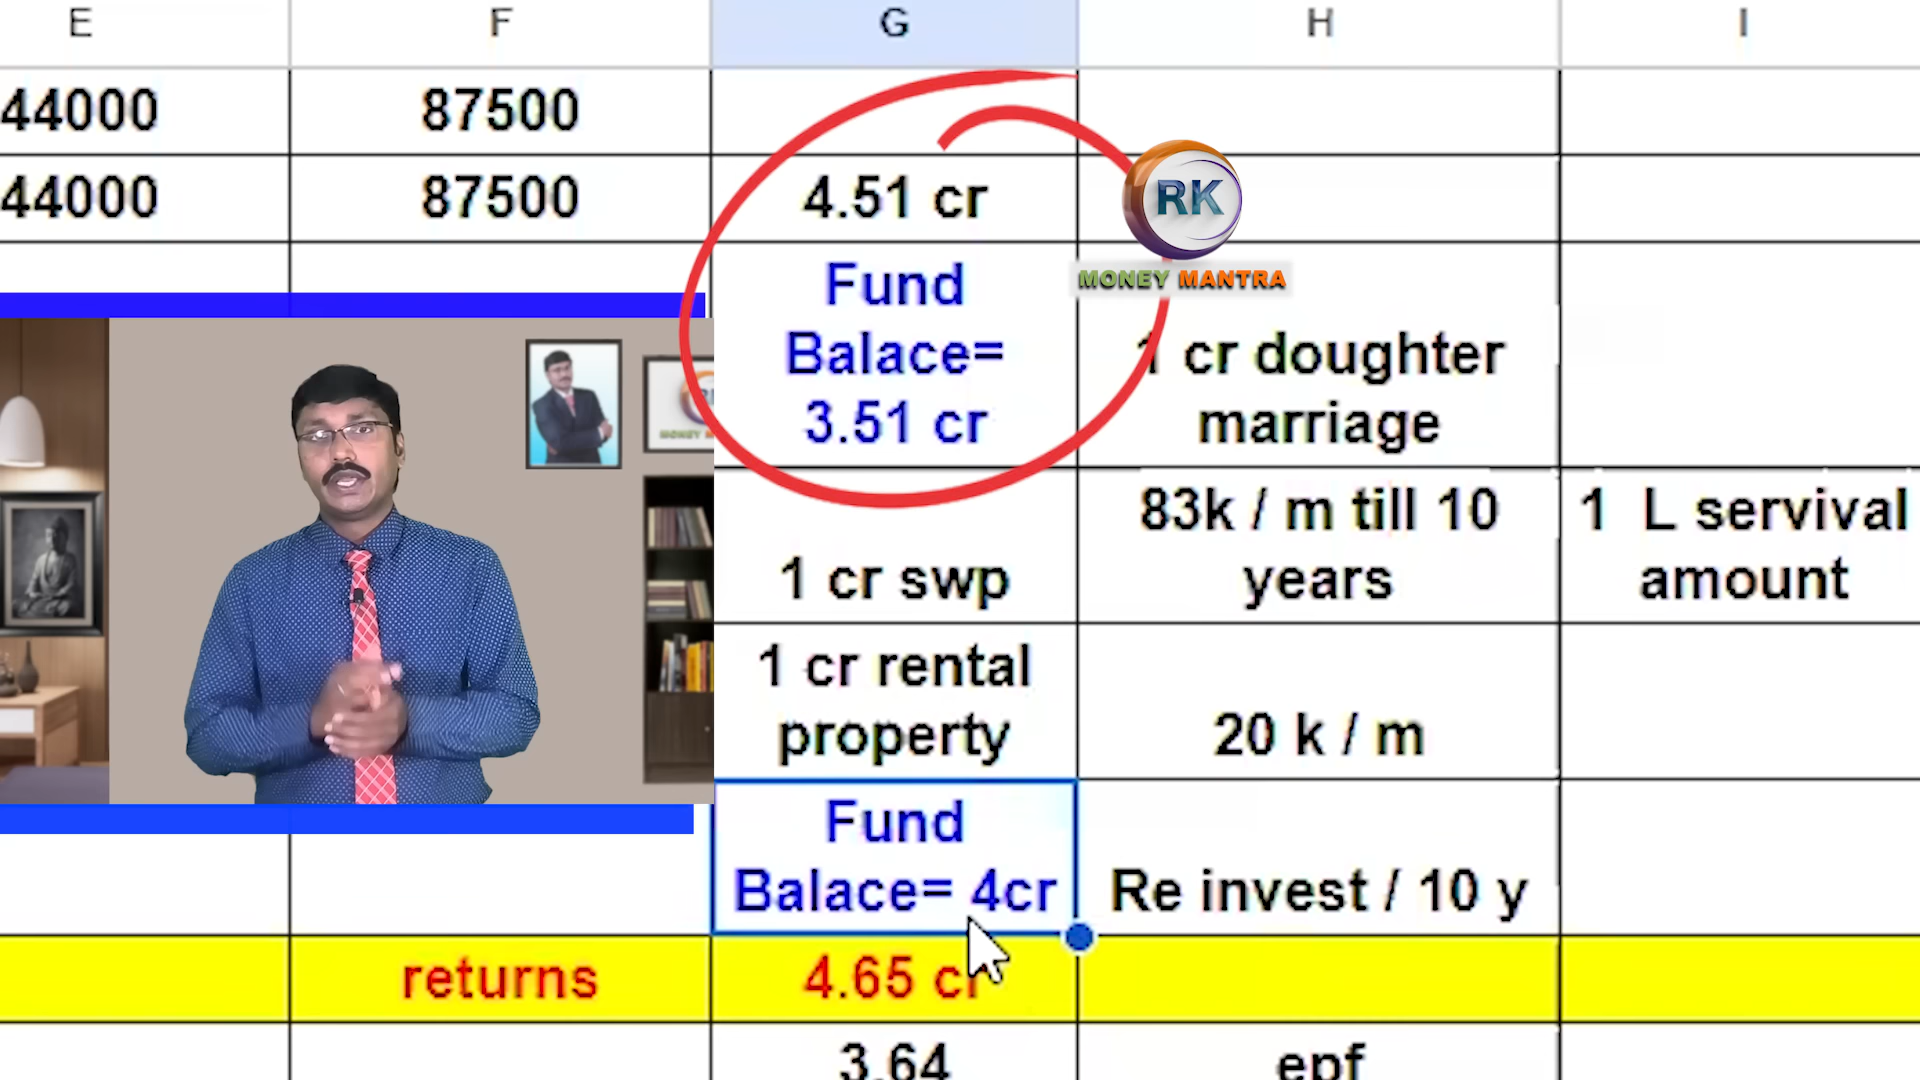 E F G H I
44000 87500
44000 87500 4.51 cr
RK
MONEY MANTRA
Fund
Balace=
3.51 cr
1 cr doughter
marriage
1 cr swp
83k / m till 10
years
1 L servival
amount
1 cr rental
property
20 k / m
Fund
Balace= 4cr
Re invest / 10 y
returns 4.65 cr
3.64 epf